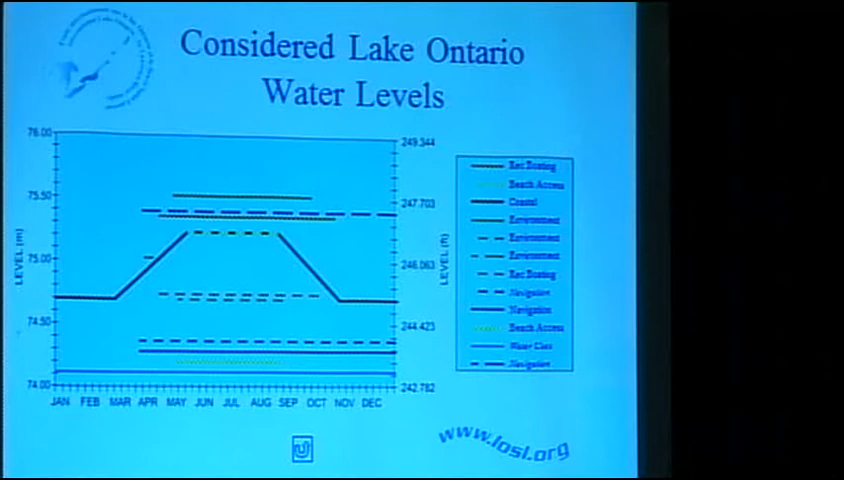 Considered Lake Ontario
Water Levels
76.00
75.50
75.00
74.50
74.00
LEVEL (m)
249.344
247.703
246.063
244.423
242.782
LEVEL (ft)
JAN FEB MAR APR MAY JUN JUL AUG SEP OCT NOV DEC
Rec Boating
Beach Access
Coastal
Environment
Environment
Environment
Rec Boating
Navigation
Navigation
Beach Access
Water Uses
Navigation
www.losl.org